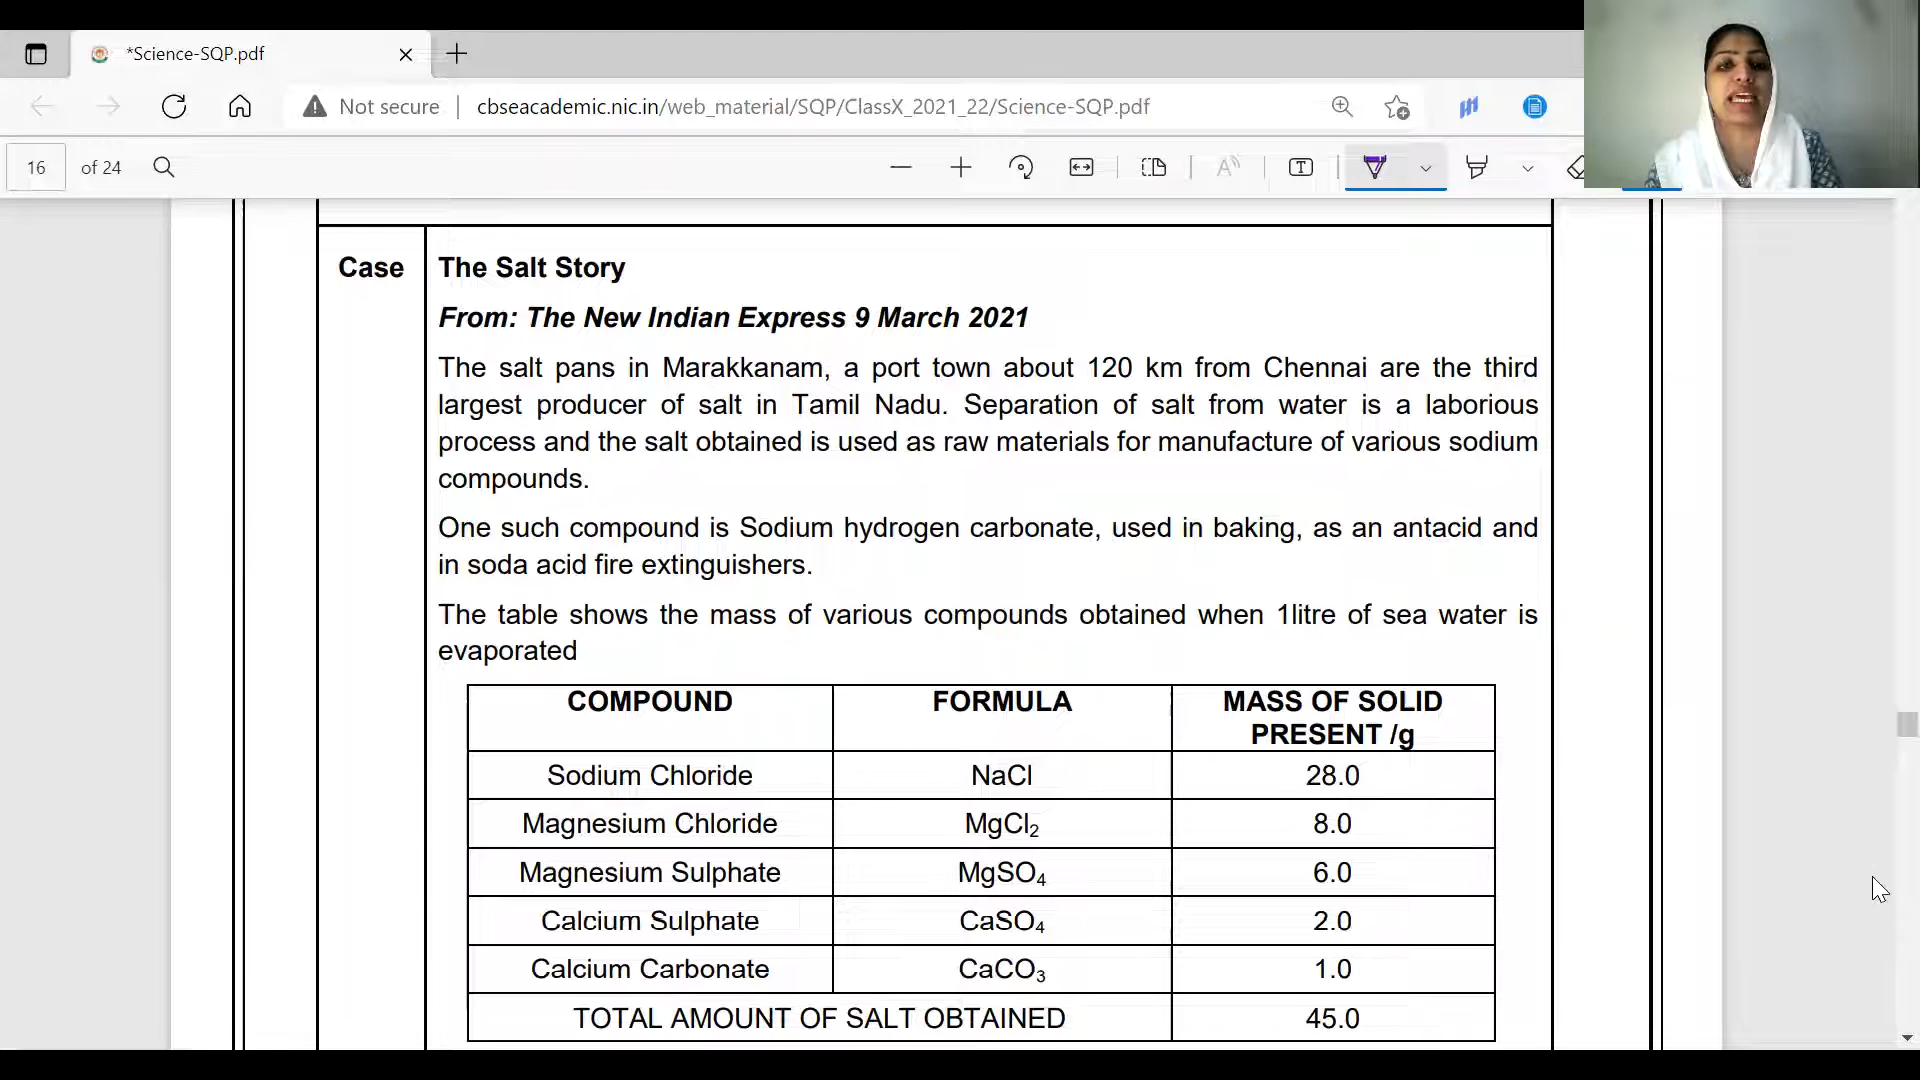 *Science-SQP.pdf
Not secure cbseacademic.nic.in/web_material/SQP/ClassX_2021_22/Science-SQP.pdf
16 of 24
Case The Salt Story
From: The New Indian Express 9 March 2021
The salt pans in Marakkanam, a port town about 120 km from Chennai are the third
largest producer of salt in Tamil Nadu. Separation of salt from water is a laborious
process and the salt obtained is used as raw materials for manufacture of various sodium
compounds.
One such compound is Sodium hydrogen carbonate, used in baking, as an antacid and
in soda acid fire extinguishers.
The table shows the mass of various compounds obtained when 1litre of sea water is
evaporated
COMPOUND FORMULA MASS OF SOLID
PRESENT /g
Sodium Chloride NaCl 28.0
Magnesium Chloride MgCl₂ 8.0
Magnesium Sulphate MgSO₄ 6.0
Calcium Sulphate CaSO₄ 2.0
Calcium Carbonate CaCO₃ 1.0
TOTAL AMOUNT OF SALT OBTAINED 45.0